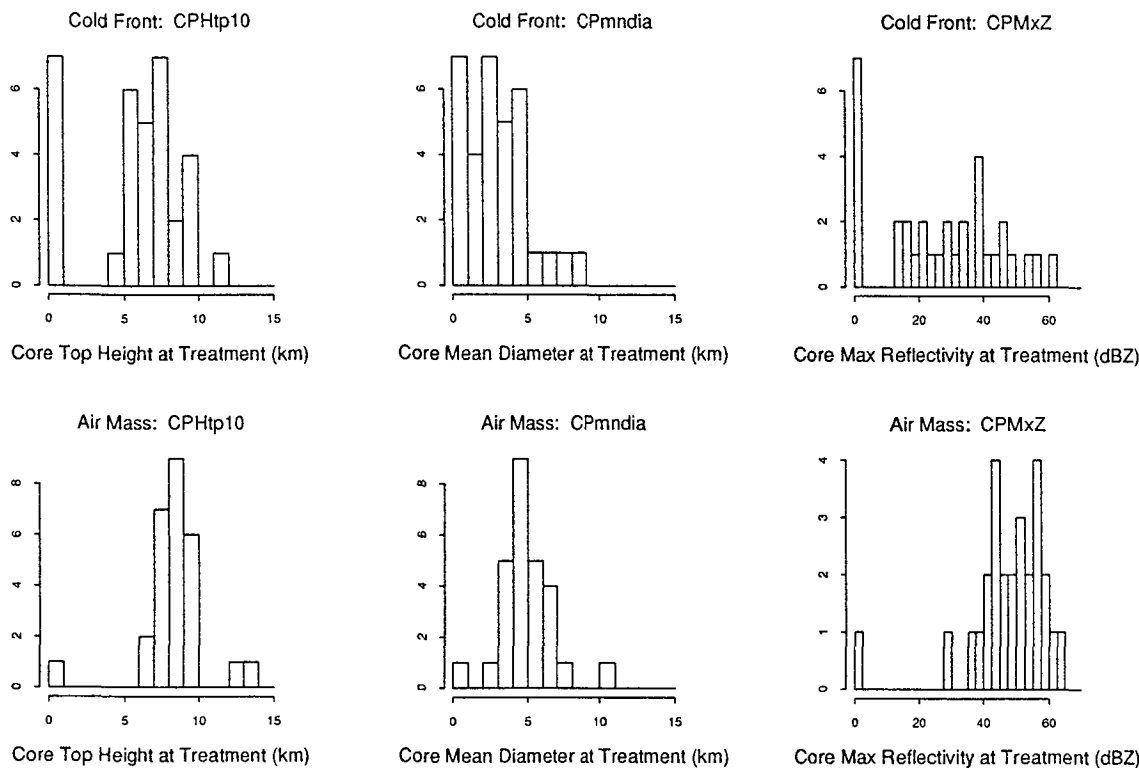 Cold Front: CPHtp10
0 2 4 6
0 5 10 15
Core Top Height at Treatment (km)
Cold Front: CPmndia
0 2 4 6
0 5 10 15
Core Mean Diameter at Treatment (km)
Cold Front: CPMxZ
0 2 4 6
0 20 40 60
Core Max Reflectivity at Treatment (dBZ)
Air Mass: CPHtp10
0 2 4 6 8
0 5 10 15
Core Top Height at Treatment (km)
Air Mass: CPmndia
0 2 4 6 8
0 5 10 15
Core Mean Diameter at Treatment (km)
Air Mass: CPMxZ
0 1 2 3 4
0 20 40 60
Core Max Reflectivity at Treatment (dBZ)